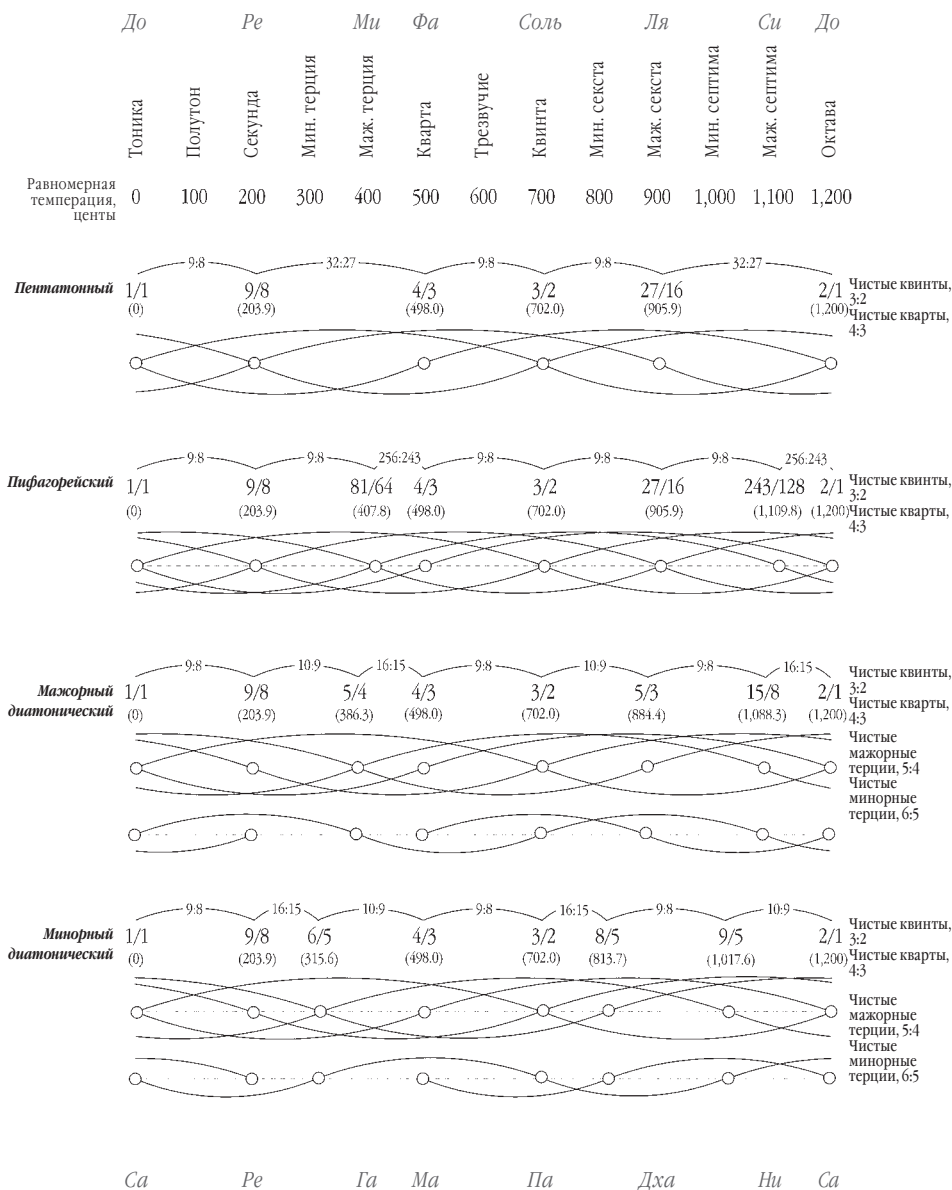 До Ре Ми Фа Соль Ля Си До
Тоника Полутон Секунда Мин. терция Маж. терция Кварта Трезвучие Квинта Мин. секста Маж. секста Мин. септима Маж. септима Октава
Равномерная
темперация,
центы
0 100 200 300 400 500 600 700 800 900 1,000 1,100 1,200
9:8 32:27 9:8 9:8 32:27
Пентатонный 1/1 9/8 4/3 3/2 27/16 2/1
(0) (203.9) (498.0) (702.0) (905.9) (1,200)
Чистые квинты,
3:2
Чистые кварты,
4:3
9:8 9:8 256:243 9:8 9:8 9:8 256:243
Пифагорейский 1/1 9/8 81/64 4/3 3/2 27/16 243/128 2/1
(0) (203.9) (407.8) (498.0) (702.0) (905.9) (1,109.8) (1,200)
Чистые квинты,
3:2
Чистые кварты,
4:3
9:8 10:9 16:15 9:8 10:9 9:8 16:15
Мажорный 1/1 9/8 5/4 4/3 3/2 5/3 15/8 2/1
диатонический (0) (203.9) (386.3) (498.0) (702.0) (884.4) (1,088.3) (1,200)
Чистые квинты,
3:2
Чистые кварты,
4:3
Чистые
мажорные
терции, 5:4
Чистые
минорные
терции, 6:5
9:8 16:15 10:9 9:8 16:15 9:8 10:9
Минорный 1/1 9/8 6/5 4/3 3/2 8/5 9/5 2/1
диатонический (0) (203.9) (315.6) (498.0) (702.0) (813.7) (1,017.6) (1,200)
Чистые квинты,
3:2
Чистые кварты,
4:3
Чистые
мажорные
терции, 5:4
Чистые
минорные
терции, 6:5
Са Ре Га Ма Па Дха Ни Са